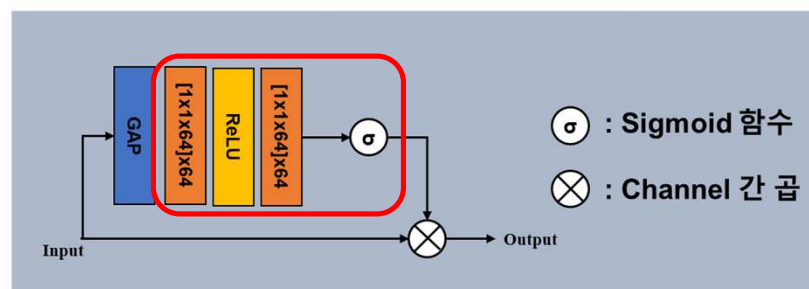 GAP
[1x1x64]x64
ReLU
[1x1x64]x64
σ
Input
Output
σ : Sigmoid 함수
: Channel 간 곱